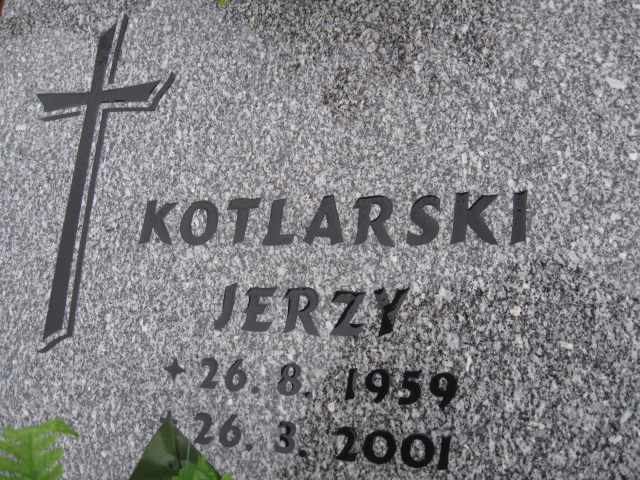 KOTLARSKI
JERZY
26. 8. 1959
26. 3. 2001